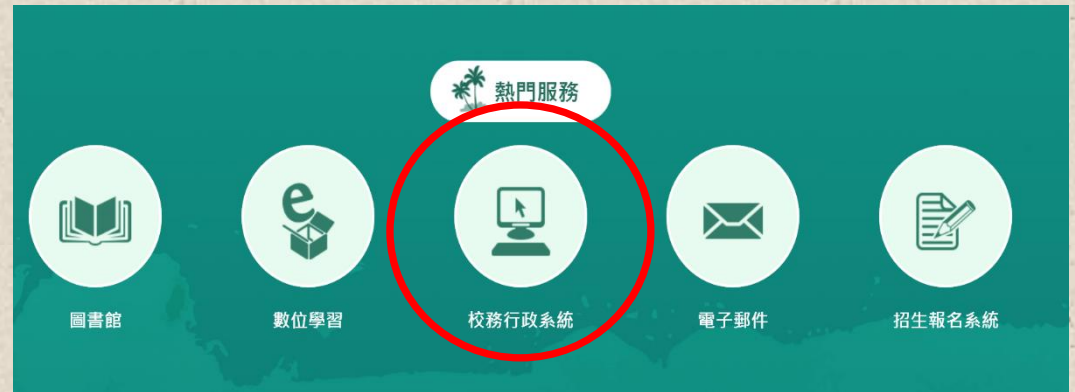 熱門服務
圖書館
數位學習
校務行政系統
電子郵件
招生報名系統